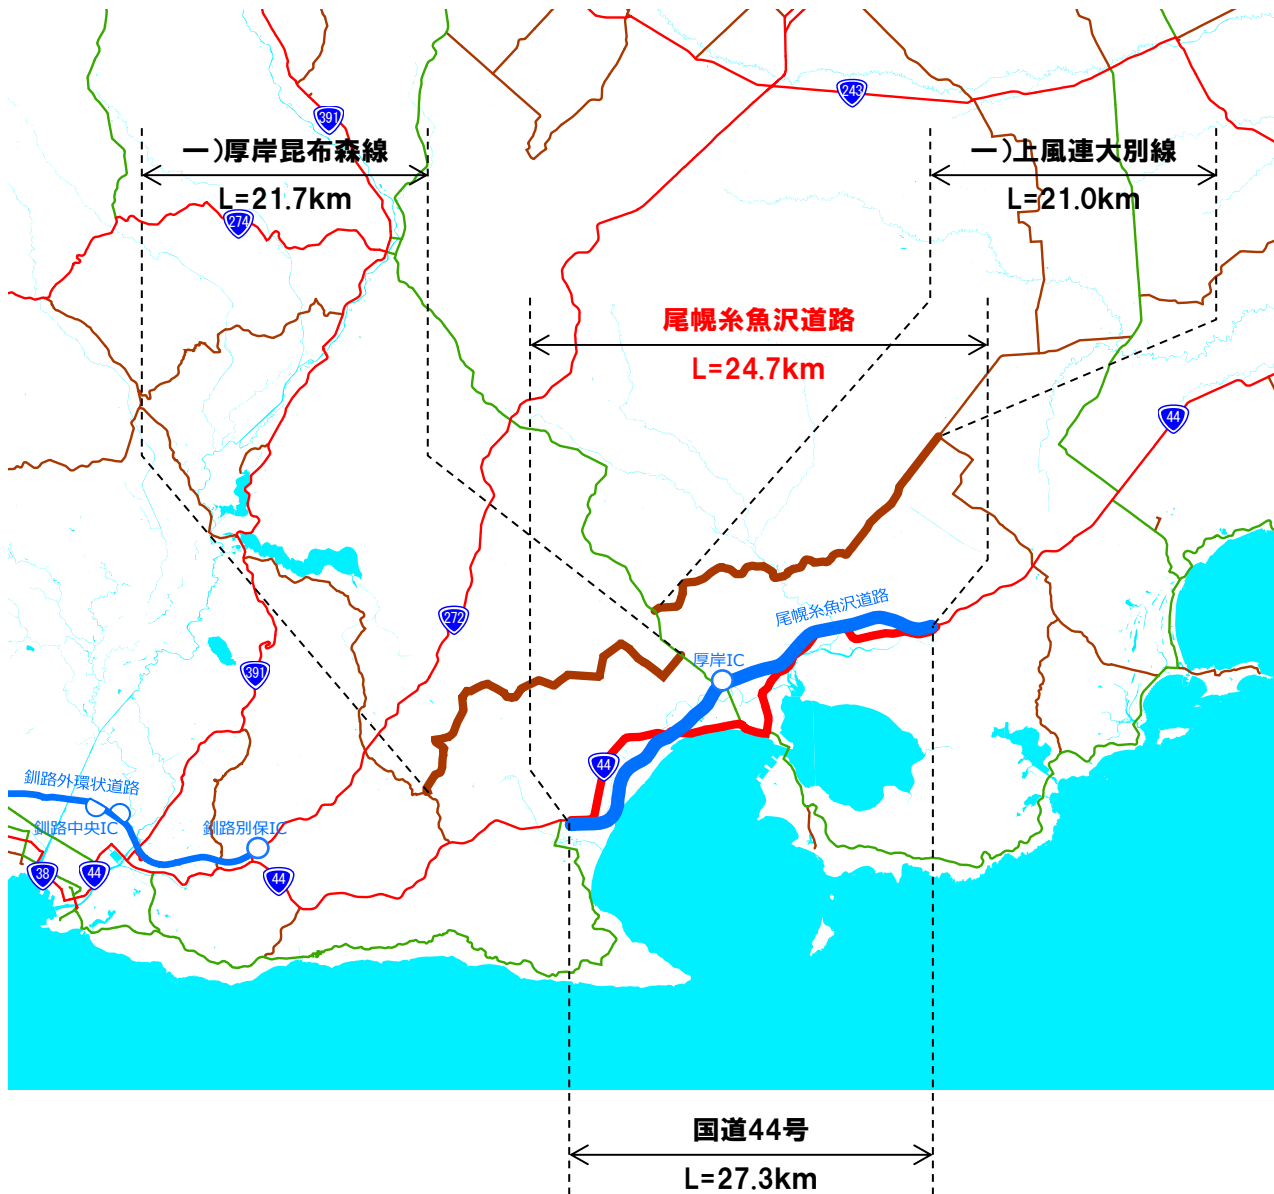 243
391
一)厚岸昆布森線
L=21.7km
一)上風連大別線
L=21.0km
274
尾幌糸魚沢道路
L=24.7km
44
尾幌糸魚沢道路
272
厚岸IC
391
44
釧路外環状道路
釧路中央IC
釧路別保IC
38
44
44
国道44号
L=27.3km